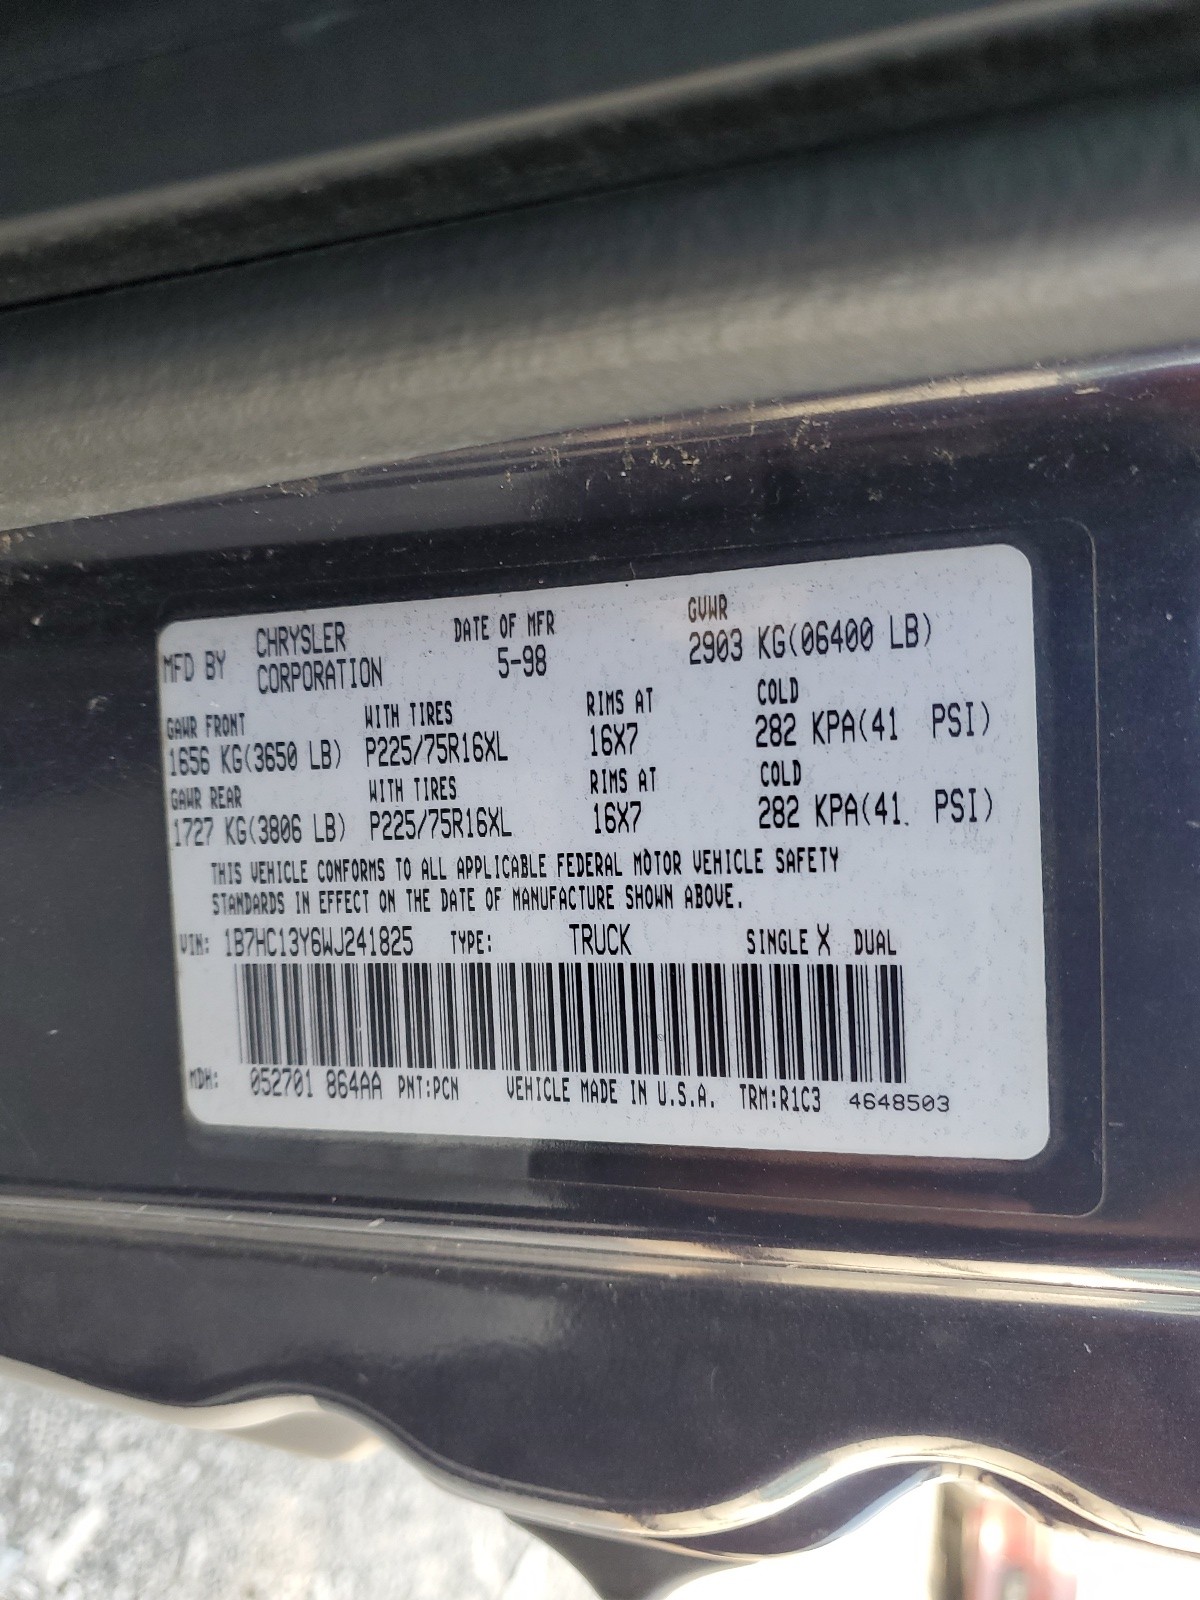 MFD BY CHRYSLER CORPORATION DATE OF MFR 5-98 GVWR 2903 KG(06400 LB)
GAWR FRONT WITH TIRES RIMS AT COLD
1656 KG(3650 LB) P225/75R16XL 16X7 282 KPA(41 PSI)
GAWR REAR WITH TIRES RIMS AT COLD
1727 KG(3806 LB) P225/75R16XL 16X7 282 KPA(41 PSI)
THIS VEHICLE CONFORMS TO ALL APPLICABLE FEDERAL MOTOR VEHICLE SAFETY
STANDARDS IN EFFECT ON THE DATE OF MANUFACTURE SHOWN ABOVE.
VIN: 1B7HC13Y6WJ241825 TYPE: TRUCK SINGLE X DUAL
MDH: 052701 864AA PNT:PCN VEHICLE MADE IN U.S.A. TRM:R1C3 4648503